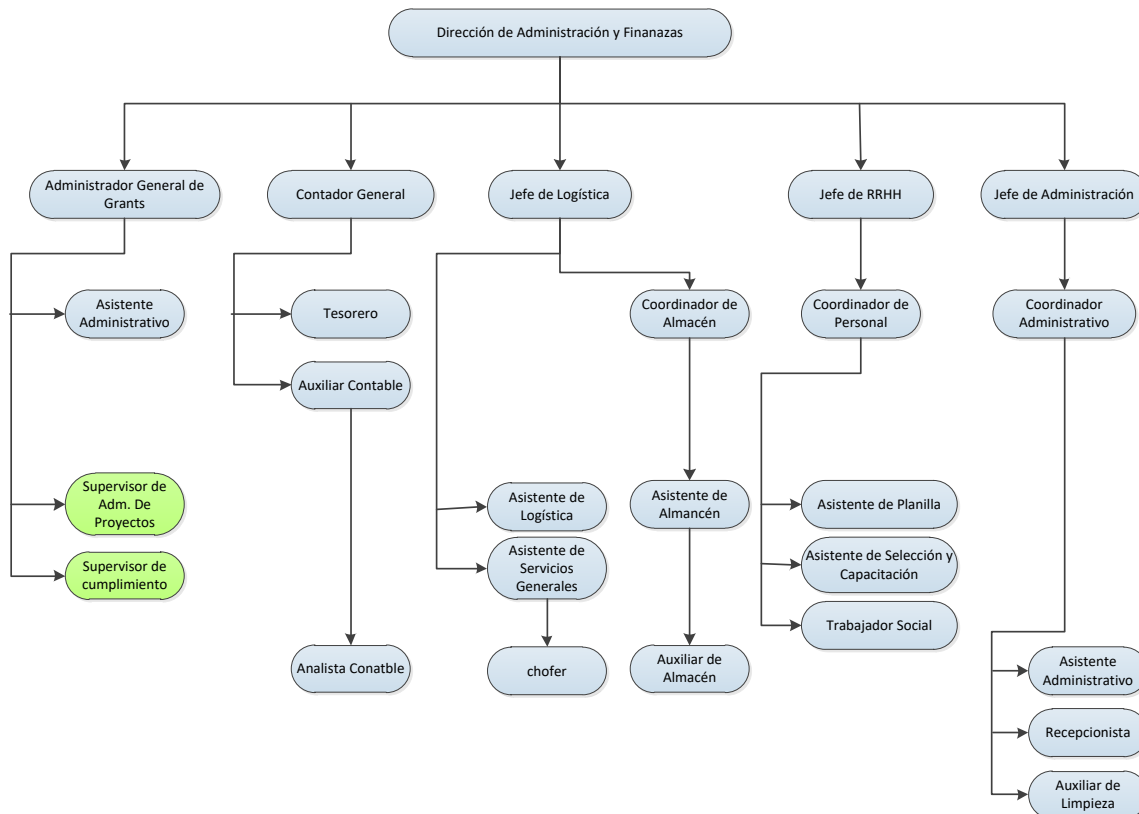 Dirección de Administración y Finanazas
Administrador General de
Grants
Contador General
Jefe de Logística
Jefe de RRHH
Jefe de Administración
Asistente
Administrativo
Tesorero
Coordinador de
Almacén
Coordinador de
Personal
Coordinador
Administrativo
Auxiliar Contable
Supervisor de
Adm. De
Proyectos
Asistente de
Logística
Asistente de
Almancén
Asistente de Planilla
Supervisor de
cumplimiento
Asistente de
Servicios
Generales
Asistente de Selección y
Capacitación
Trabajador Social
Analista Conatble
chofer
Auxiliar de
Almacén
Asistente
Administrativo
Recepcionista
Auxiliar de
Limpieza